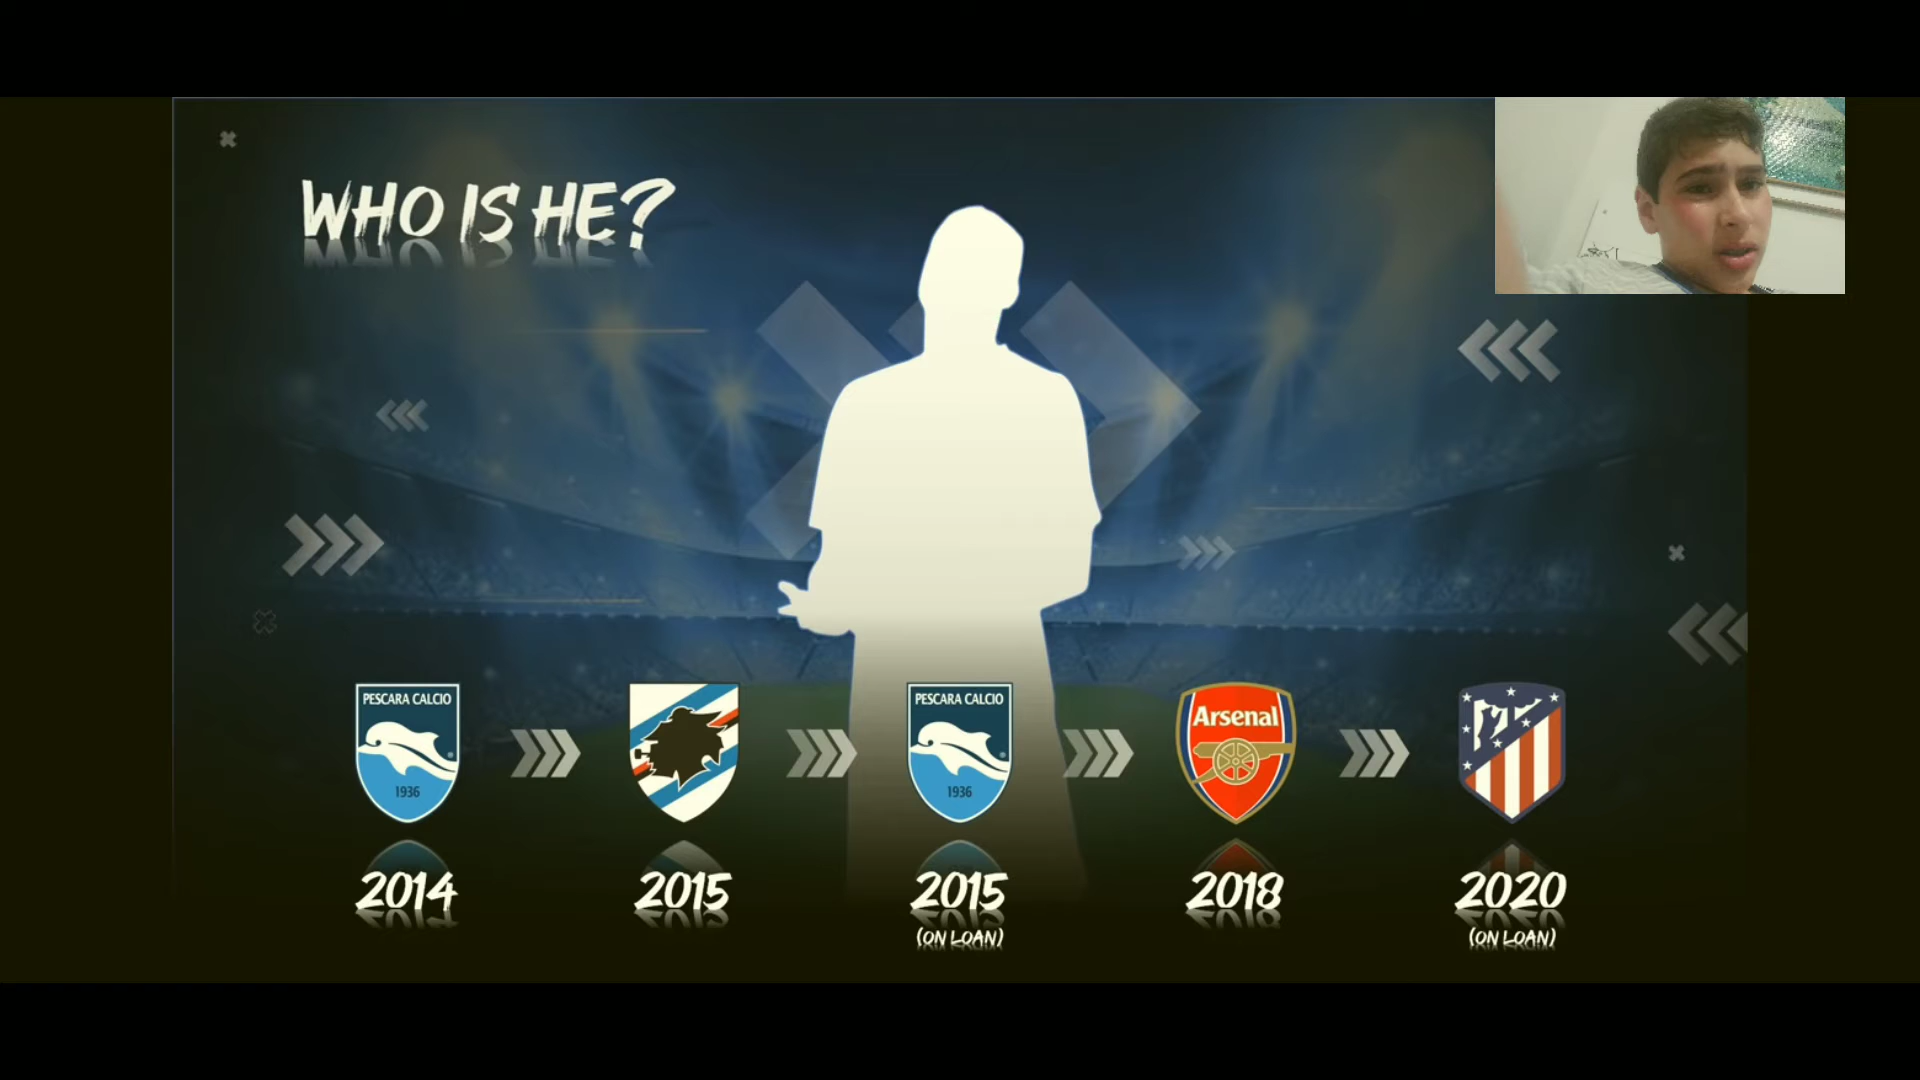 WHO IS HE?
PESCARA CALCIO
1936
PESCARA CALCIO
1936
Arsenal
2014
2015
2015
(ON LOAN)
2018
2020
(ON LOAN)